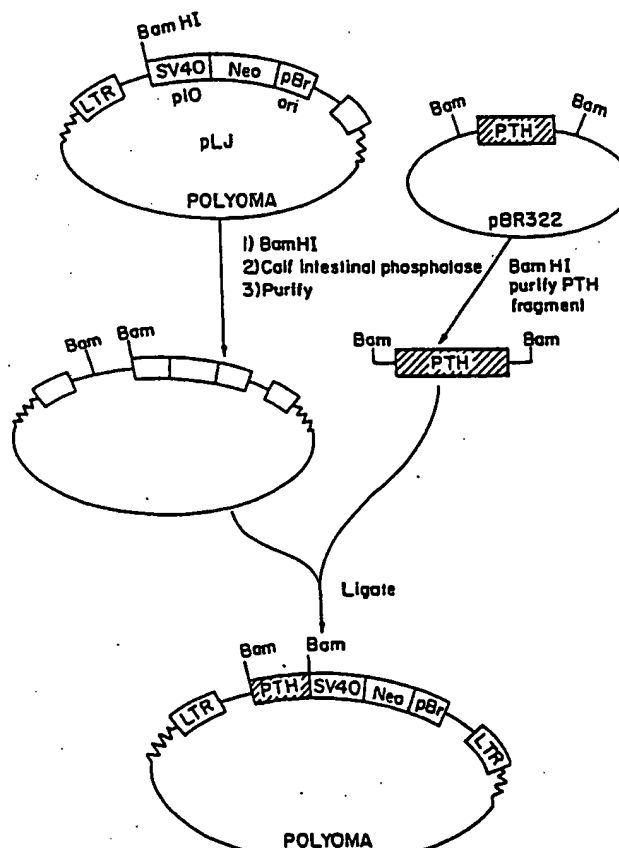 Bam HI
SV40 Neo pBr
LTR
pIO ori
pLJ
POLYOMA
Bam Bam
PTH
pBR322
1) BamHI
2) Calf intestinal phospholase
3) Purify
Bam HI
purify PTH
fragment
Bam Bam
Bam Bam
PTH
Ligate
Bam Bam
PTH SV40 Neo pBr
LTR LTR
POLYOMA